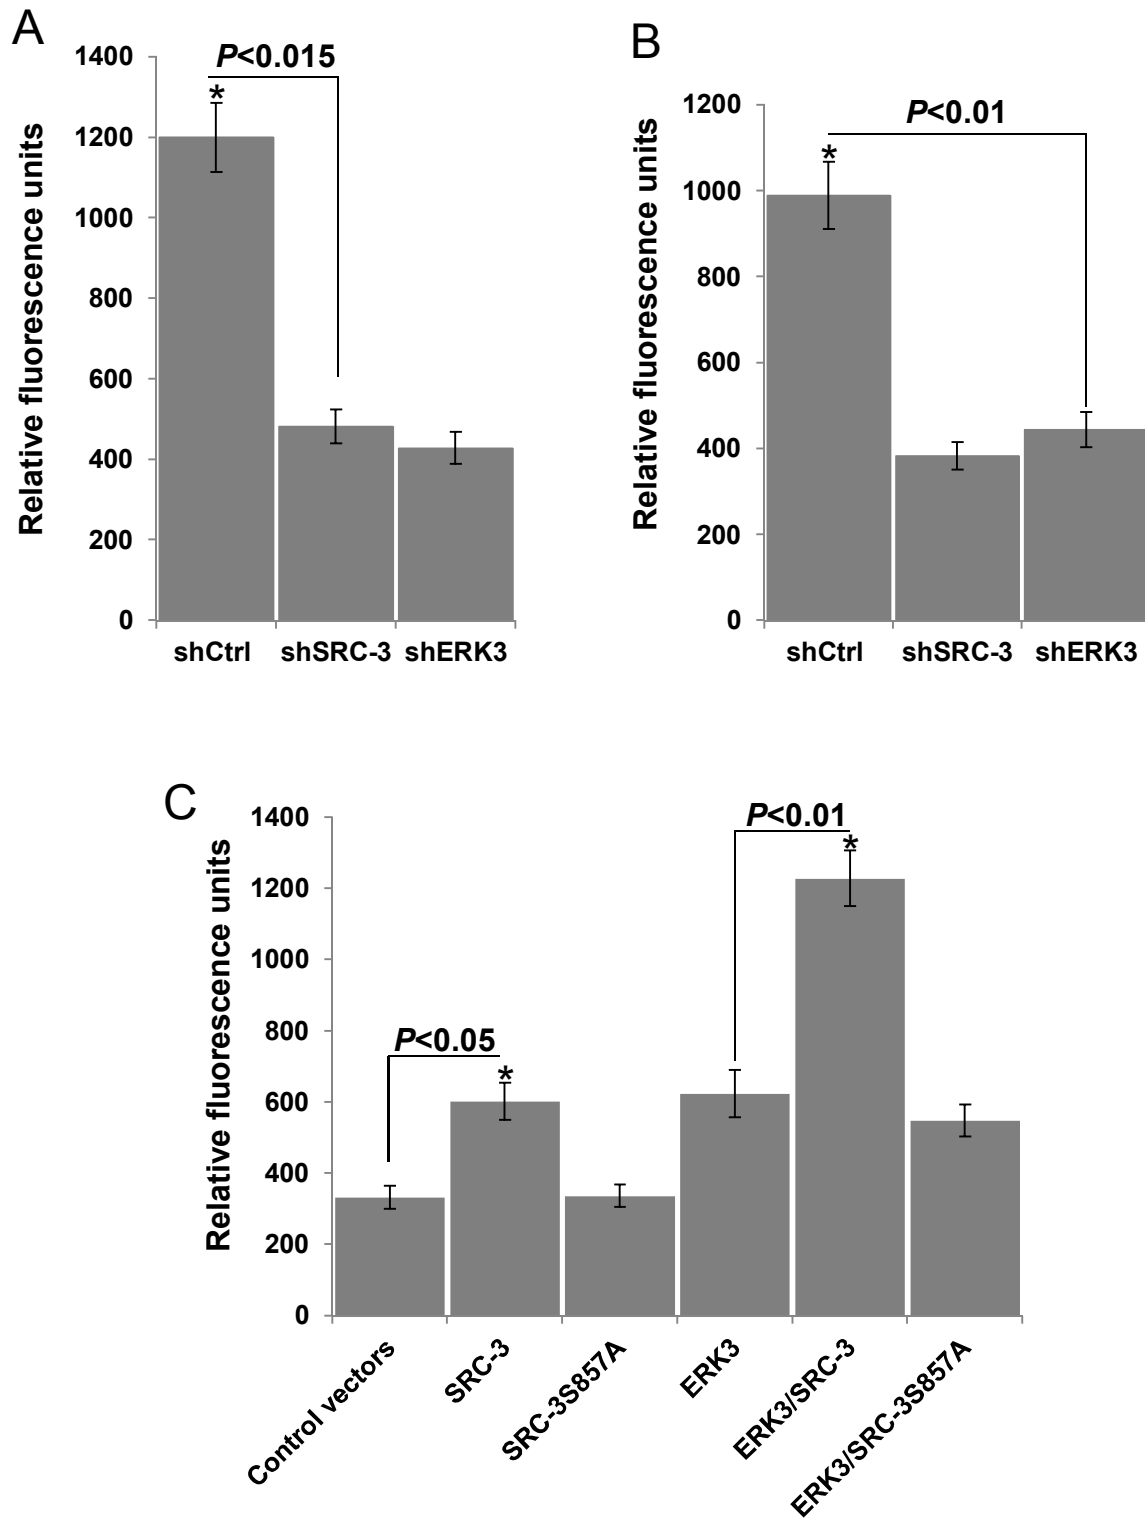 A
P<0.015
1400
1200
1000
800
600
400
200
0
Relative fluorescence units
*
shCtrl shSRC-3 shERK3
B
P<0.01
1200
1000
800
600
400
200
0
Relative fluorescence units
*
shCtrl shSRC-3 shERK3
C
P<0.01
1400
1200
1000
800
600
400
200
0
Relative fluorescence units
*
P<0.05
*
Control vectors
SRC-3
SRC-3S857A
ERK3
ERK3/SRC-3
ERK3/SRC-3S857A